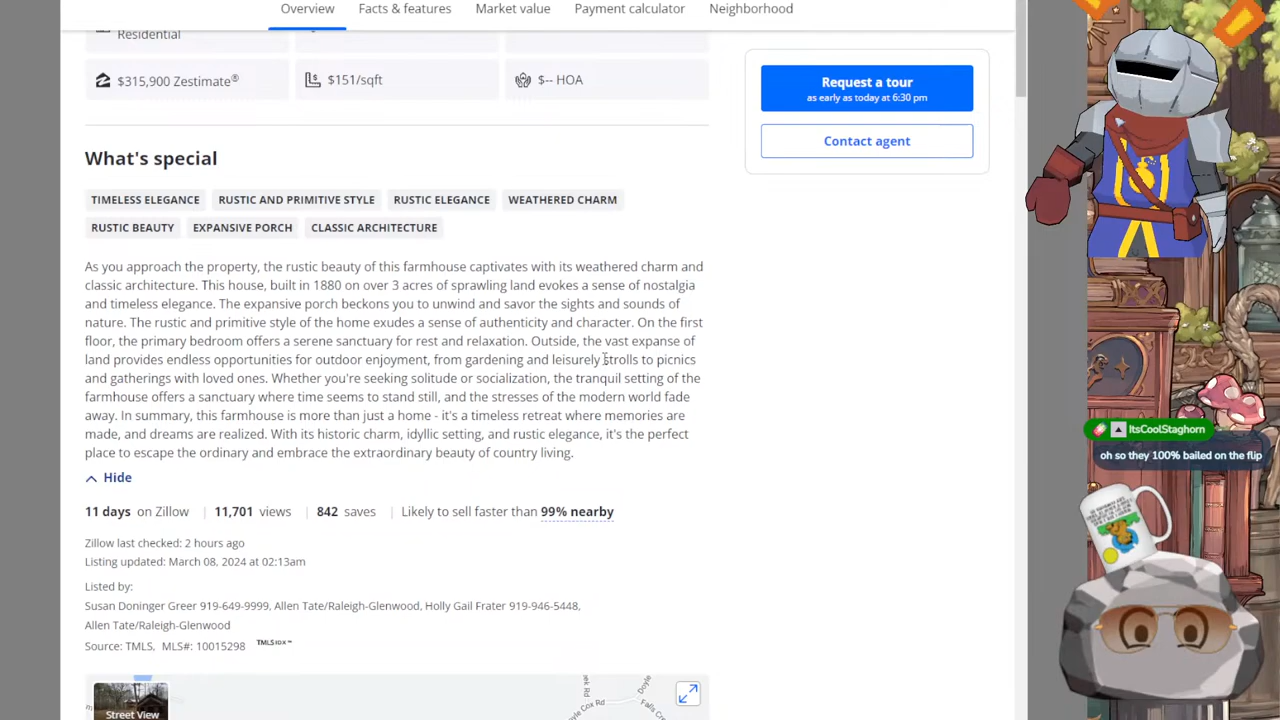 Overview
Facts & features
Market value
Payment calculator
Neighborhood
Residential
$315,900 Zestimate®
$151/sqft
$-- HOA
Request a tour
as early as today at 6:30 pm
Contact agent
What's special
TIMELESS ELEGANCE
RUSTIC AND PRIMITIVE STYLE
RUSTIC ELEGANCE
WEATHERED CHARM
RUSTIC BEAUTY
EXPANSIVE PORCH
CLASSIC ARCHITECTURE
As you approach the property, the rustic beauty of this farmhouse captivates with its weathered charm and
classic architecture. This house, built in 1880 on over 3 acres of sprawling land evokes a sense of nostalgia
and timeless elegance. The expansive porch beckons you to unwind and savor the sights and sounds of
nature. The rustic and primitive style of the home exudes a sense of authenticity and character. On the first
floor, the primary bedroom offers a serene sanctuary for rest and relaxation. Outside, the vast expanse of
land provides endless opportunities for outdoor enjoyment, from gardening and leisurely strolls to picnics
and gatherings with loved ones. Whether you're seeking solitude or socialization, the tranquil setting of the
farmhouse offers a sanctuary where time seems to stand still, and the stresses of the modern world fade
away. In summary, this farmhouse is more than just a home - it's a timeless retreat where memories are
made, and dreams are realized. With its historic charm, idyllic setting, and rustic elegance, it's the perfect
place to escape the ordinary and embrace the extraordinary beauty of country living.
Hide
11 days on Zillow
11,701 views
842 saves
Likely to sell faster than 99% nearby
Zillow last checked: 2 hours ago
Listing updated: March 08, 2024 at 02:13am
Listed by:
Susan Doninger Greer 919-649-9999, Allen Tate/Raleigh-Glenwood, Holly Gail Frater 919-946-5448,
Allen Tate/Raleigh-Glenwood
Source: TMLS, MLS#: 10015298
TMLS IDX™
Street View
Doyle
Cox Rd
Falls
ItsCoolStaghorn
oh so they 100% bailed on the flip